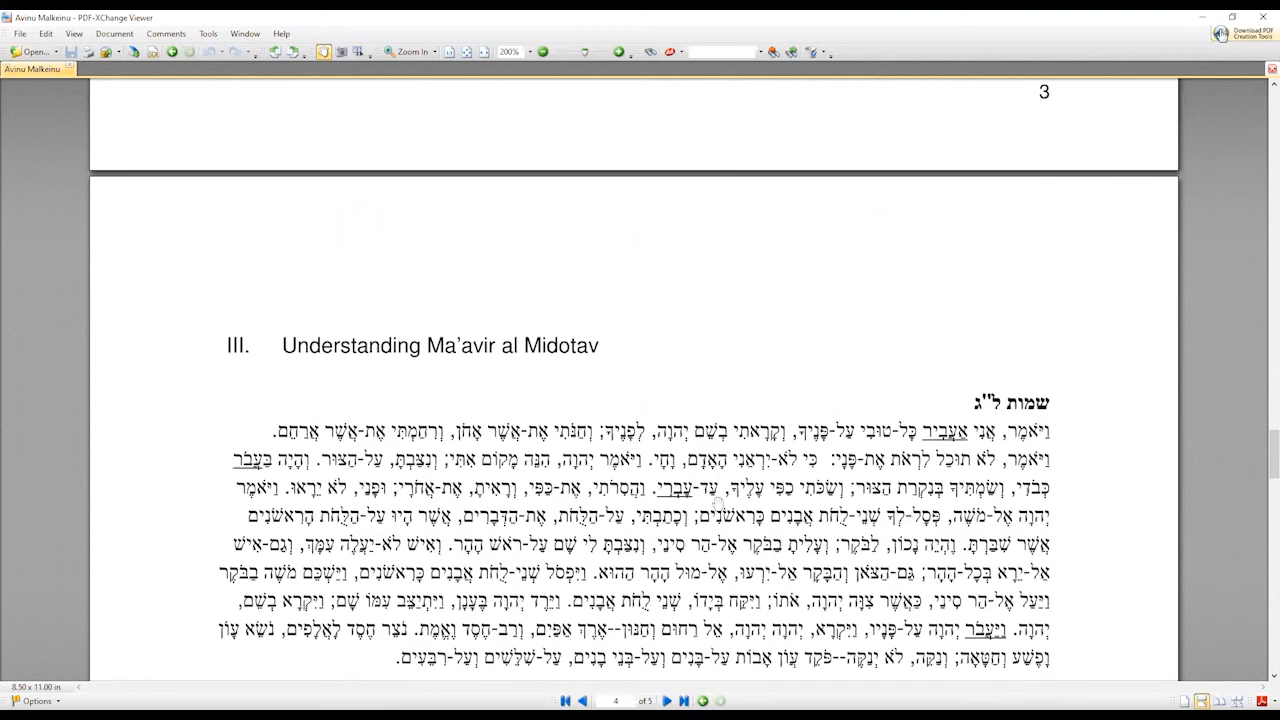 Avinu Malkeinu - PDF-XChange Viewer
File Edit View Document Comments Tools Window Help
Download PDF Creation Tools
Open... Zoom In 200%
Avinu Malkeinu
3
III. Understanding Ma'avir al Midotav
שמות ל"ג
וַיֹּאמֶר, אֲנִי אַעֲבִיר כָּל-טוּבִי עַל-פָּנֶיךָ, וְקָרָאתִי בְשֵׁם יְהוָה, לְפָנֶיךָ; וְחַנֹּתִי אֶת-אֲשֶׁר אָחֹן, וְרִחַמְתִּי אֶת-אֲשֶׁר אֲרַחֵם.
וַיֹּאמֶר, לֹא תוּכַל לִרְאֹת אֶת-פָּנָי: כִּי לֹא-יִרְאַנִי הָאָדָם, וָחָי. וַיֹּאמֶר יְהוָה, הִנֵּה מָקוֹם אִתִּי; וְנִצַּבְתָּ, עַל-הַצּוּר. וְהָיָה בַּעֲבֹר
כְּבֹדִי, וְשַׂמְתִּיךָ בְּנִקְרַת הַצּוּר; וְשַׂכֹּתִי כַפִּי עָלֶיךָ, עַד-עָבְרִי. וַהֲסִרֹתִי, אֶת-כַּפִּי, וְרָאִיתָ, אֶת-אֲחֹרָי; וּפָנַי, לֹא יֵרָאוּ. וַיֹּאמֶר
יְהוָה אֶל-מֹשֶׁה, פְּסָל-לְךָ שְׁנֵי-לֻחֹת אֲבָנִים כָּרִאשֹׁנִים; וְכָתַבְתִּי, עַל-הַלֻּחֹת, אֶת-הַדְּבָרִים, אֲשֶׁר הָיוּ עַל-הַלֻּחֹת הָרִאשֹׁנִים
אֲשֶׁר שִׁבַּרְתָּ. וֶהְיֵה נָכוֹן, לַבֹּקֶר; וְעָלִיתָ בַבֹּקֶר אֶל-הַר סִינַי, וְנִצַּבְתָּ לִי שָׁם עַל-רֹאשׁ הָהָר. וְאִישׁ לֹא-יַעֲלֶה עִמָּךְ, וְגַם-אִישׁ
אַל-יֵרָא בְּכָל-הָהָר; גַּם-הַצֹּאן וְהַבָּקָר אַל-יִרְעוּ, אֶל-מוּל הָהָר הַהוּא. וַיִּפְסֹל שְׁנֵי-לֻחֹת אֲבָנִים כָּרִאשֹׁנִים, וַיַּשְׁכֵּם מֹשֶׁה בַבֹּקֶר
וַיַּעַל אֶל-הַר סִינַי, כַּאֲשֶׁר צִוָּה יְהוָה, אֹתוֹ; וַיִּקַּח בְּיָדוֹ, שְׁנֵי לֻחֹת אֲבָנִים. וַיֵּרֶד יְהוָה בֶּעָנָן, וַיִּתְיַצֵּב עִמּוֹ שָׁם; וַיִּקְרָא בְשֵׁם,
יְהוָה. וַיַּעֲבֹר יְהוָה עַל-פָּנָיו, וַיִּקְרָא, יְהוָה יְהוָה, אֵל רַחוּם וְחַנּוּן--אֶרֶךְ אַפַּיִם, וְרַב-חֶסֶד וֶאֱמֶת. נֹצֵר חֶסֶד לָאֲלָפִים, נֹשֵׂא עָוֺן
וָפֶשַׁע וְחַטָּאָה; וְנַקֵּה, לֹא יְנַקֶּה--פֹּקֵד עֲוֺן אָבוֹת עַל-בָּנִים וְעַל-בְּנֵי בָנִים, עַל-שִׁלֵּשִׁים וְעַל-רִבֵּעִים.
8.50 x 11.00 in
Options 4 of 5